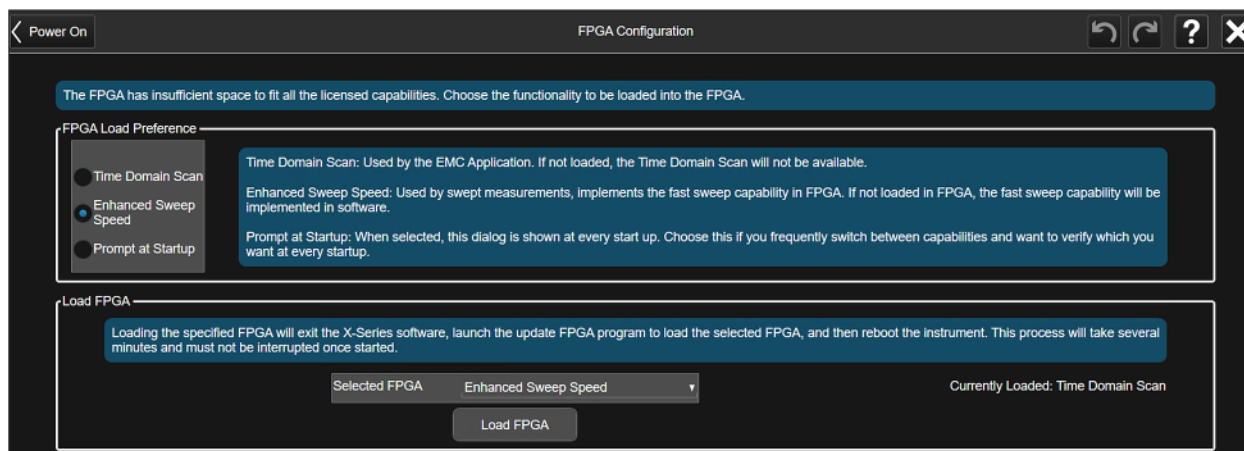 Power On
FPGA Configuration
?
The FPGA has insufficient space to fit all the licensed capabilities. Choose the functionality to be loaded into the FPGA.
FPGA Load Preference
Time Domain Scan
Enhanced Sweep
Speed
Prompt at Startup
Time Domain Scan: Used by the EMC Application. If not loaded, the Time Domain Scan will not be available.
Enhanced Sweep Speed: Used by swept measurements, implements the fast sweep capability in FPGA. If not loaded in FPGA, the fast sweep capability will be
implemented in software.
Prompt at Startup: When selected, this dialog is shown at every start up. Choose this if you frequently switch between capabilities and want to verify which you
want at every startup.
Load FPGA
Loading the specified FPGA will exit the X-Series software, launch the update FPGA program to load the selected FPGA, and then reboot the instrument. This process will take several
minutes and must not be interrupted once started.
Selected FPGA
Enhanced Sweep Speed
Currently Loaded: Time Domain Scan
Load FPGA